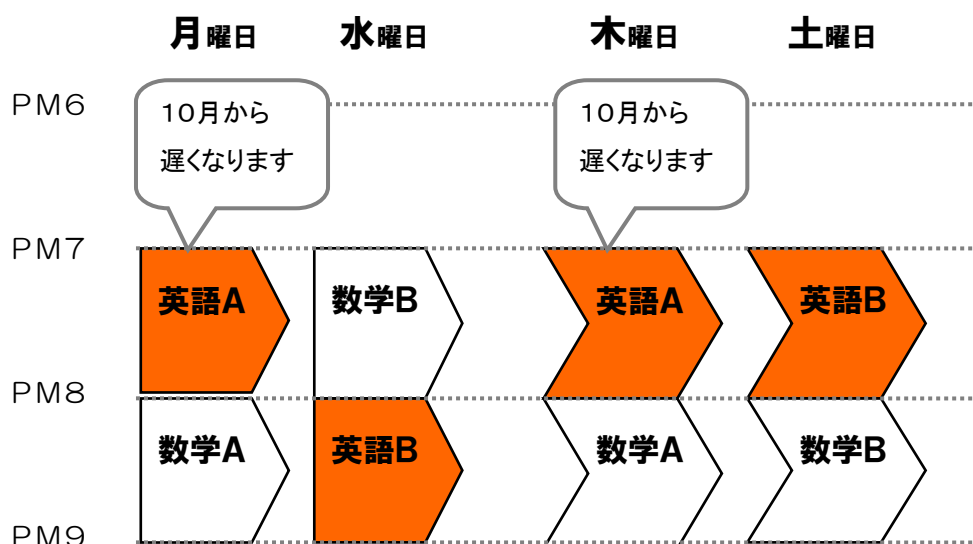 月曜日 水曜日 木曜日 土曜日
PM6
１０月から
遅くなります
１０月から
遅くなります
PM7
英語A 数学B 英語A 英語B
PM8
数学A 英語B 数学A 数学B
PM9